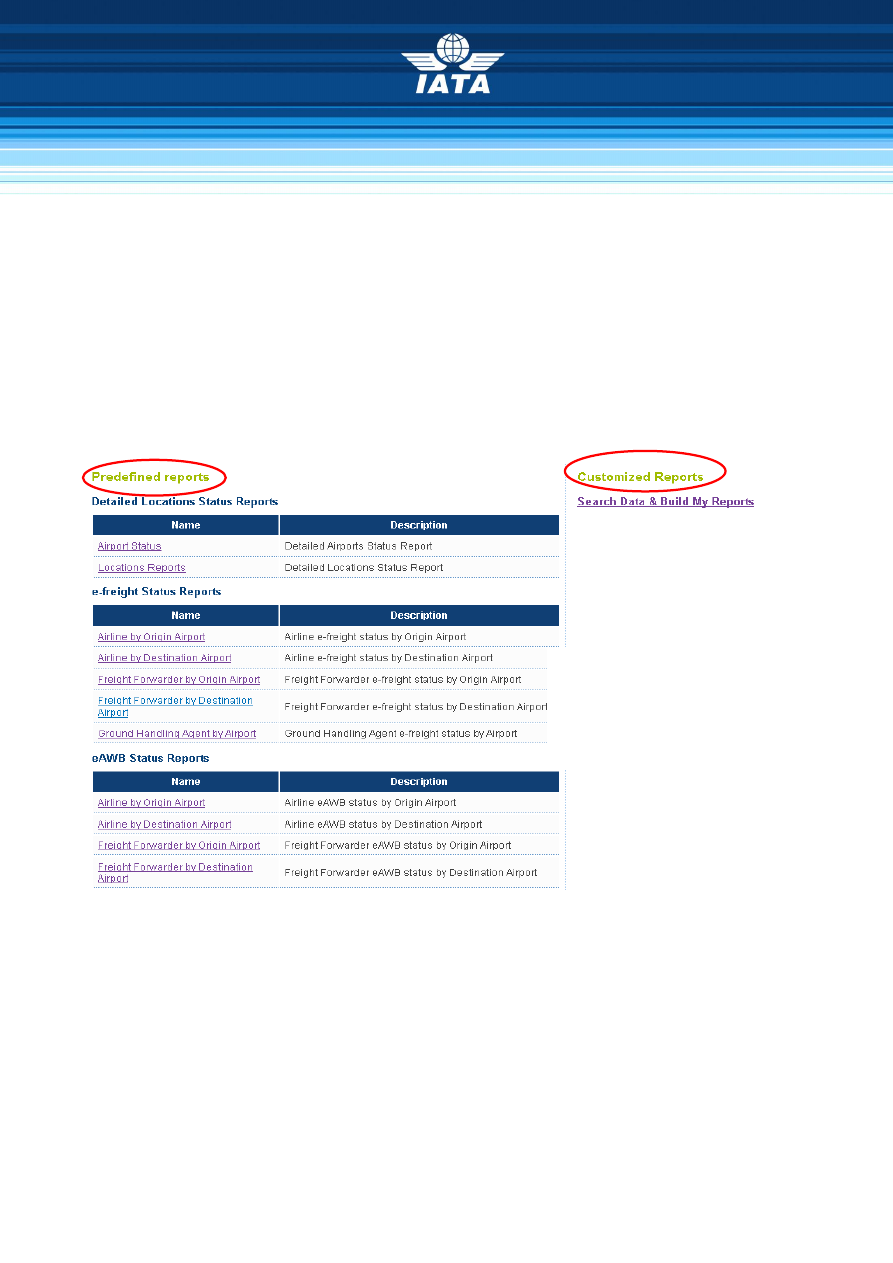 IATA
Predefined reports
Detailed Locations Status Reports
Name Description
Airport Status Detailed Airports Status Report
Locations Reports Detailed Locations Status Report
e-freight Status Reports
Name Description
Airline by Origin Airport Airline e-freight status by Origin Airport
Airline by Destination Airport Airline e-freight status by Destination Airport
Freight Forwarder by Origin Airport Freight Forwarder e-freight status by Origin Airport
Freight Forwarder by Destination
Airport Freight Forwarder e-freight status by Destination Airport
Ground Handling Agent by Airport Ground Handling Agent e-freight status by Airport
eAWB Status Reports
Name Description
Airline by Origin Airport Airline eAWB status by Origin Airport
Airline by Destination Airport Airline eAWB status by Destination Airport
Freight Forwarder by Origin Airport Freight Forwarder eAWB status by Origin Airport
Freight Forwarder by Destination
Airport Freight Forwarder eAWB status by Destination Airport
Customized Reports
Search Data & Build My Reports